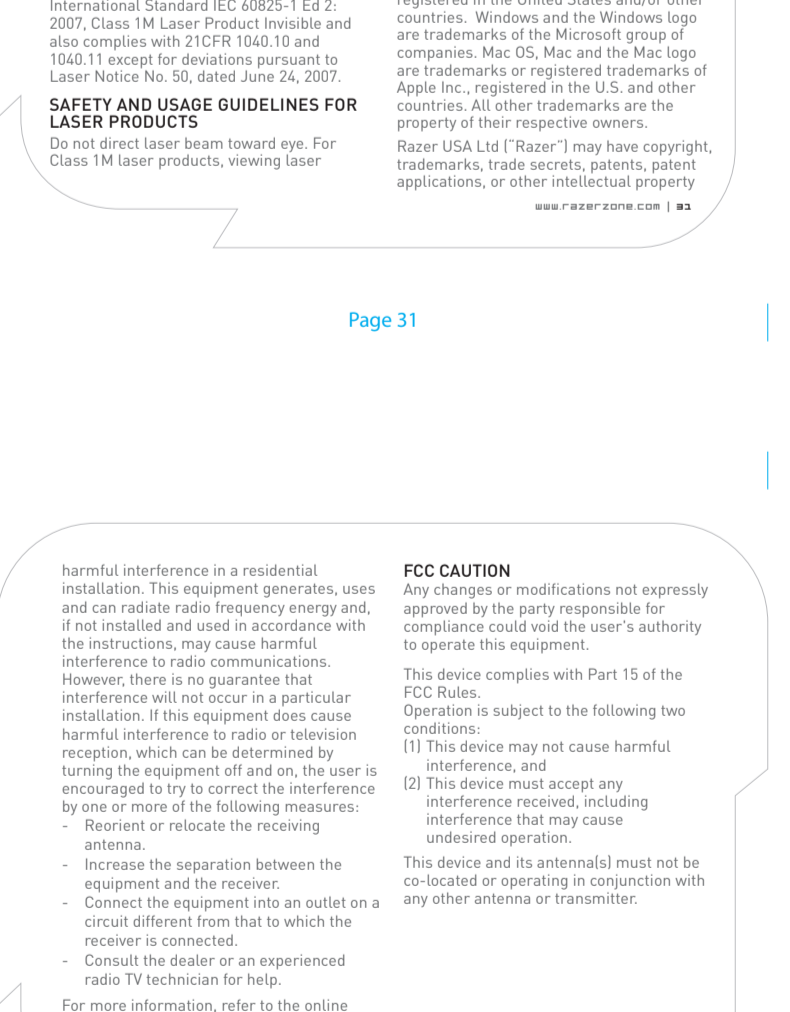 International Standard IEC 60825-1 Ed 2:
2007, Class 1M Laser Product Invisible and
also complies with 21CFR 1040.10 and
1040.11 except for deviations pursuant to
Laser Notice No. 50, dated June 24, 2007.
SAFETY AND USAGE GUIDELINES FOR
LASER PRODUCTS
Do not direct laser beam toward eye. For
Class 1M laser products, viewing laser
registered in the United States and/or other
countries. Windows and the Windows logo
are trademarks of the Microsoft group of
companies. Mac OS, Mac and the Mac logo
are trademarks or registered trademarks of
Apple Inc., registered in the U.S. and other
countries. All other trademarks are the
property of their respective owners.
Razer USA Ltd (“Razer”) may have copyright,
trademarks, trade secrets, patents, patent
applications, or other intellectual property
www.razerzone.com | 31
Page 31
harmful interference in a residential
installation. This equipment generates, uses
and can radiate radio frequency energy and,
if not installed and used in accordance with
the instructions, may cause harmful
interference to radio communications.
However, there is no guarantee that
interference will not occur in a particular
installation. If this equipment does cause
harmful interference to radio or television
reception, which can be determined by
turning the equipment off and on, the user is
encouraged to try to correct the interference
by one or more of the following measures:
- Reorient or relocate the receiving
antenna.
- Increase the separation between the
equipment and the receiver.
- Connect the equipment into an outlet on a
circuit different from that to which the
receiver is connected.
- Consult the dealer or an experienced
radio TV technician for help.
For more information, refer to the online
FCC CAUTION
Any changes or modifications not expressly
approved by the party responsible for
compliance could void the user's authority
to operate this equipment.
This device complies with Part 15 of the
FCC Rules.
Operation is subject to the following two
conditions:
(1) This device may not cause harmful
interference, and
(2) This device must accept any
interference received, including
interference that may cause
undesired operation.
This device and its antenna(s) must not be
co-located or operating in conjunction with
any other antenna or transmitter.